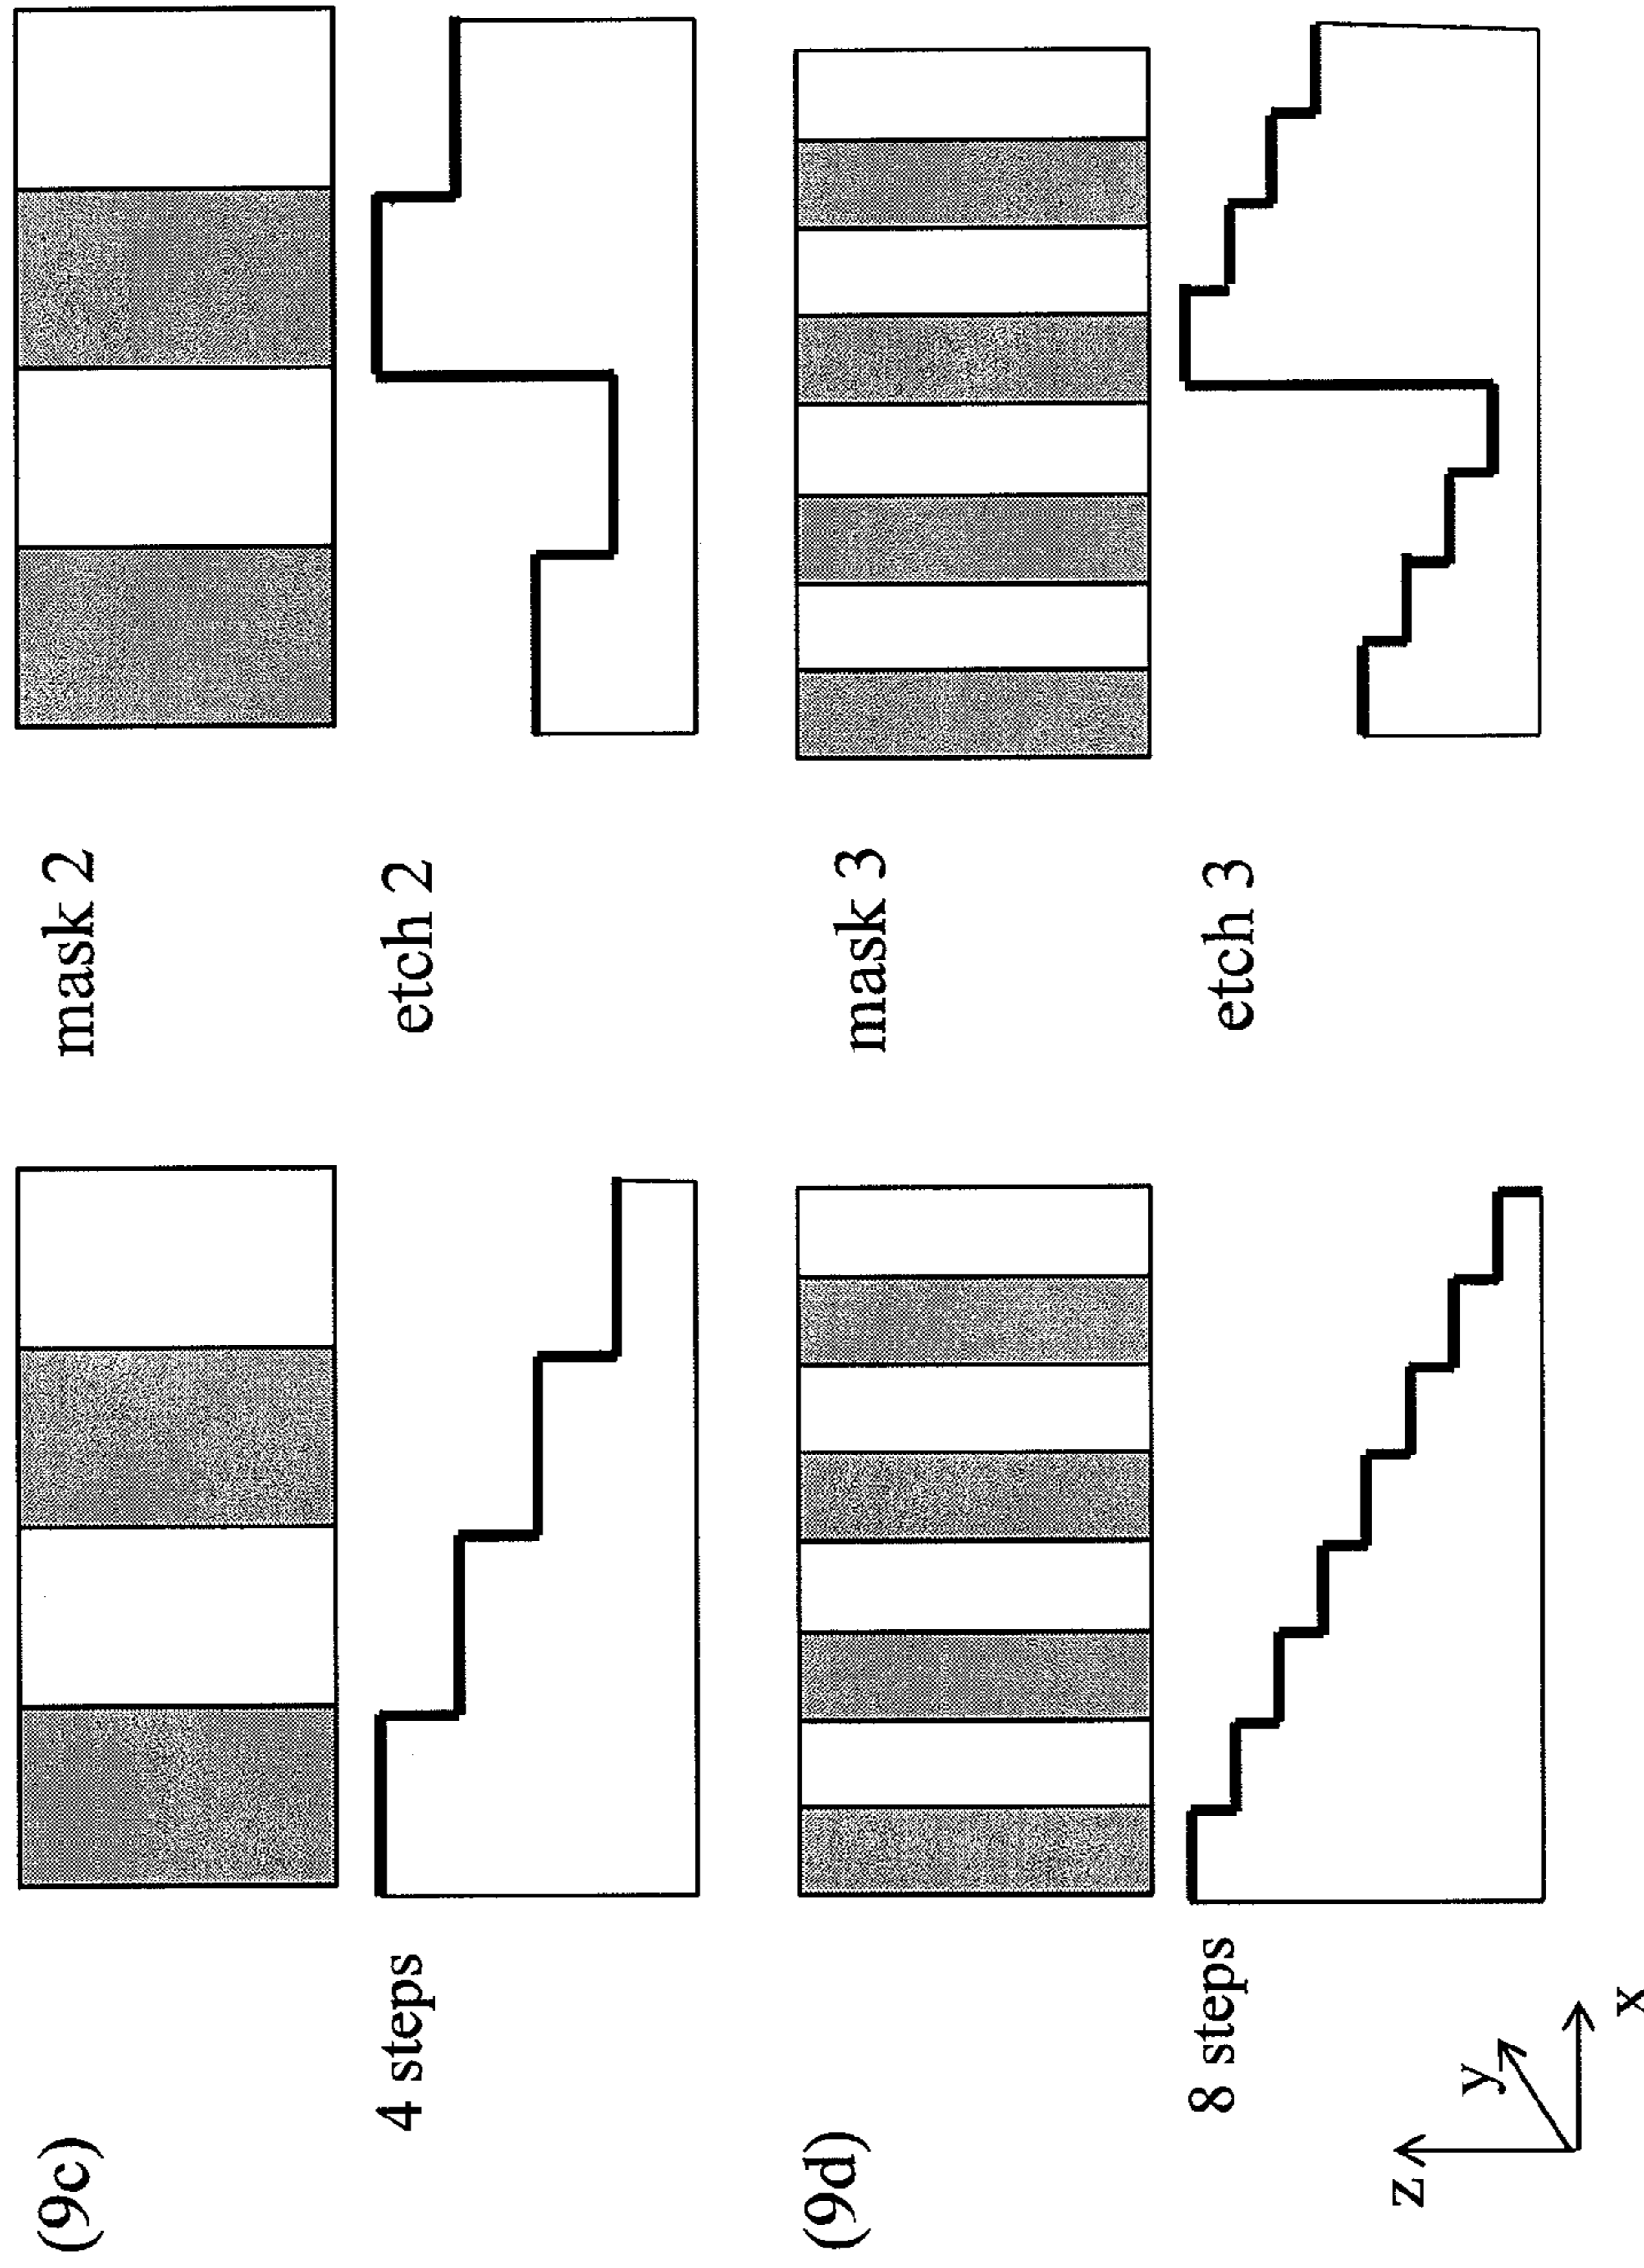 (9c)
mask 2
4 steps
etch 2
(9d)
mask 3
8 steps
etch 3
z
y
x